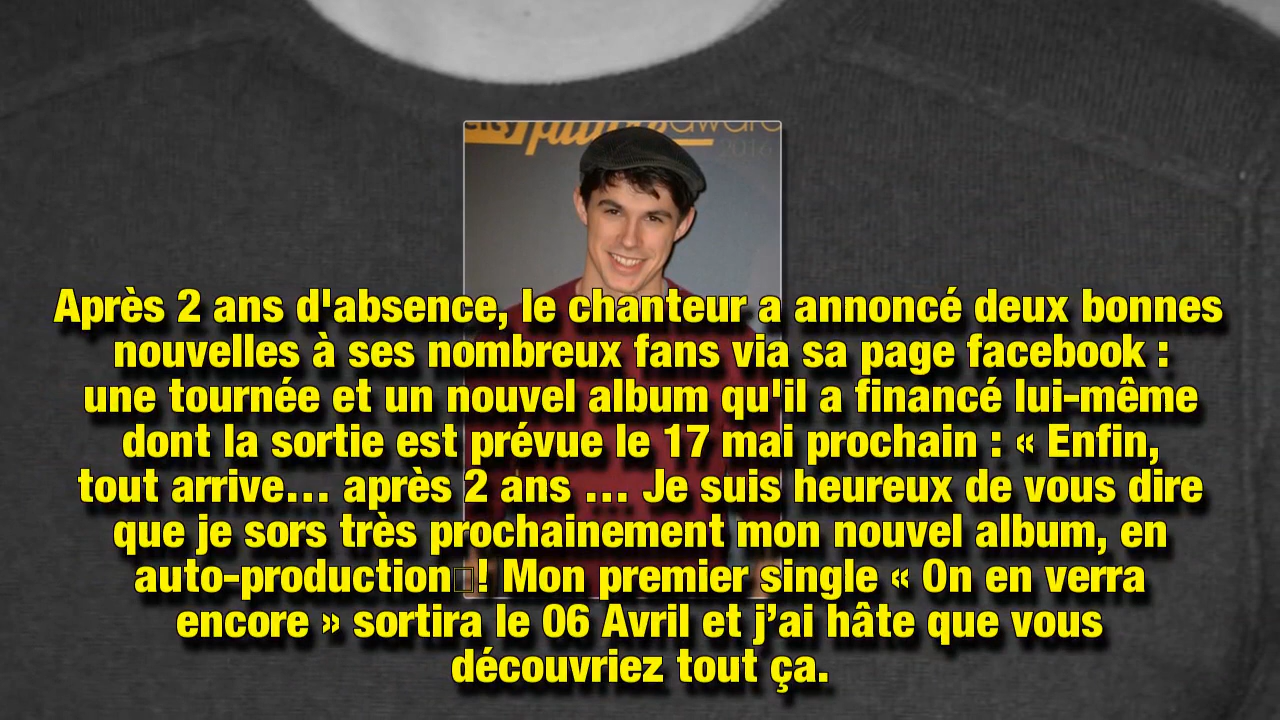 future award
2016
Après 2 ans d'absence, le chanteur a annoncé deux bonnes
nouvelles à ses nombreux fans via sa page facebook :
une tournée et un nouvel album qu'il a financé lui-même
dont la sortie est prévue le 17 mai prochain : « Enfin,
tout arrive… après 2 ans … Je suis heureux de vous dire
que je sors très prochainement mon nouvel album, en
auto-production ! Mon premier single « On en verra
encore » sortira le 06 Avril et j’ai hâte que vous
découvriez tout ça.